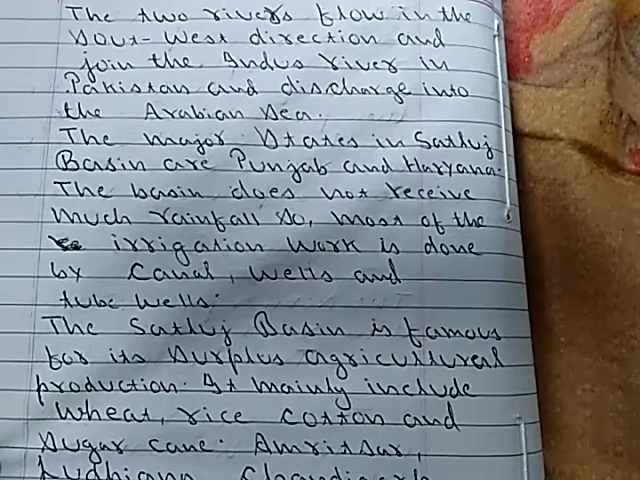 The two rivers flow in the
Sout-West direction and
join the Indus river in
Pakistan and discharge into
the Arabian Sea.
The major States in Satluj
Basin are Punjab and Haryana.
The basin does not receive
much rainfall so, most of the
irrigation work is done
by Canal, wells and
tube wells.
The Satluj Basin is famous
for its surplus agricultural
production. It mainly include
Wheat, rice cotton and
Sugar cane. Amritsar,
Ludhiana Chandigarh